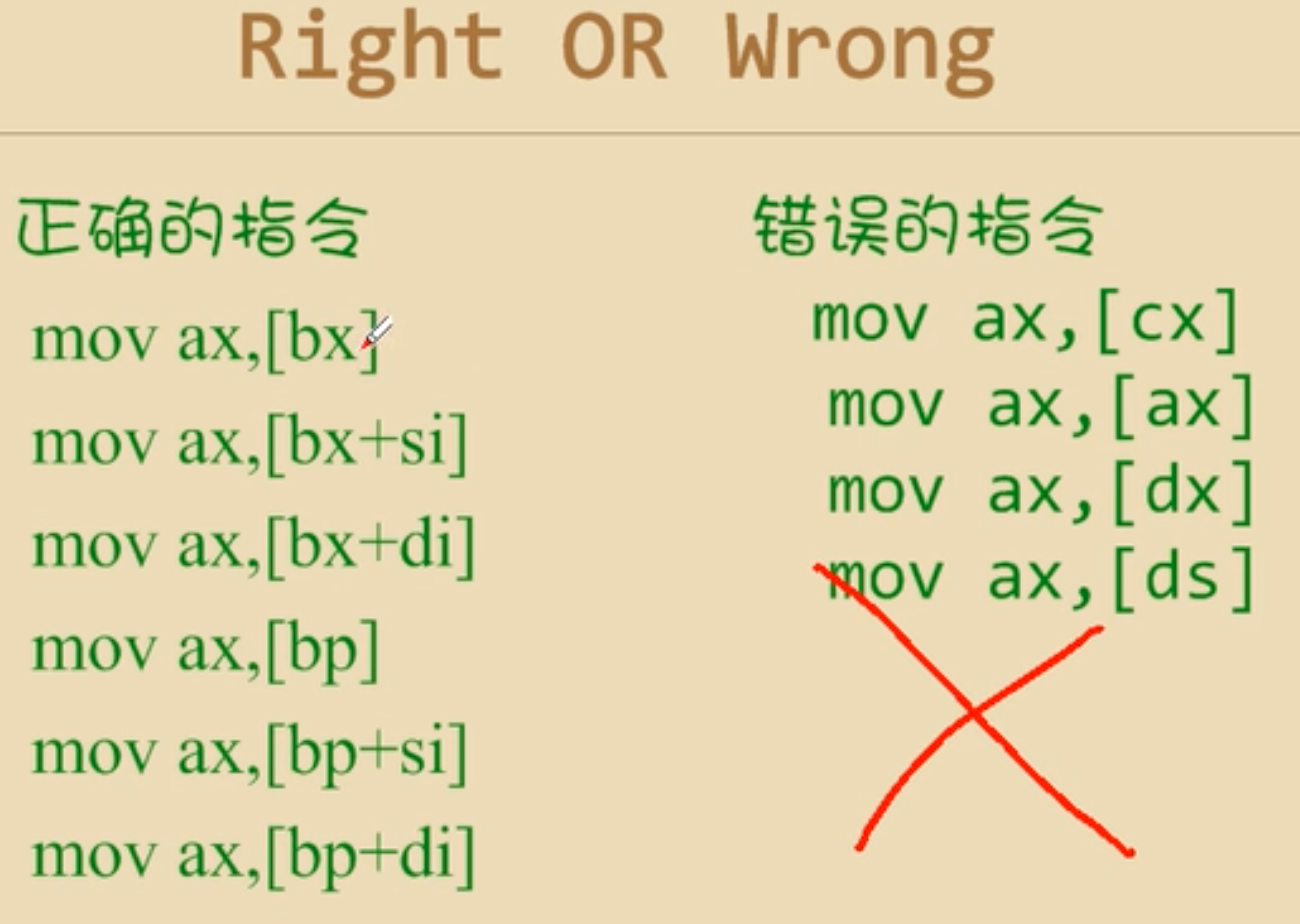 Right OR Wrong
正确的指令
mov ax,[bx]
mov ax,[bx+si]
mov ax,[bx+di]
mov ax,[bp]
mov ax,[bp+si]
mov ax,[bp+di]
错误的指令
mov ax,[cx]
mov ax,[ax]
mov ax,[dx]
mov ax,[ds]